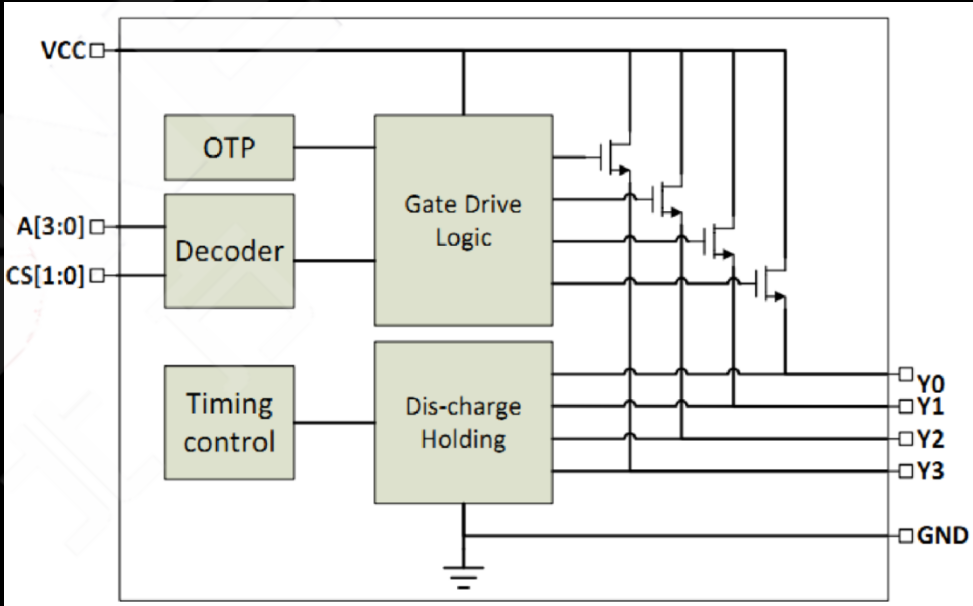 VCC
OTP
Gate Drive
Logic
A[3:0]
Decoder
CS[1:0]
Timing
control
Dis-charge
Holding
Y0
Y1
Y2
Y3
GND